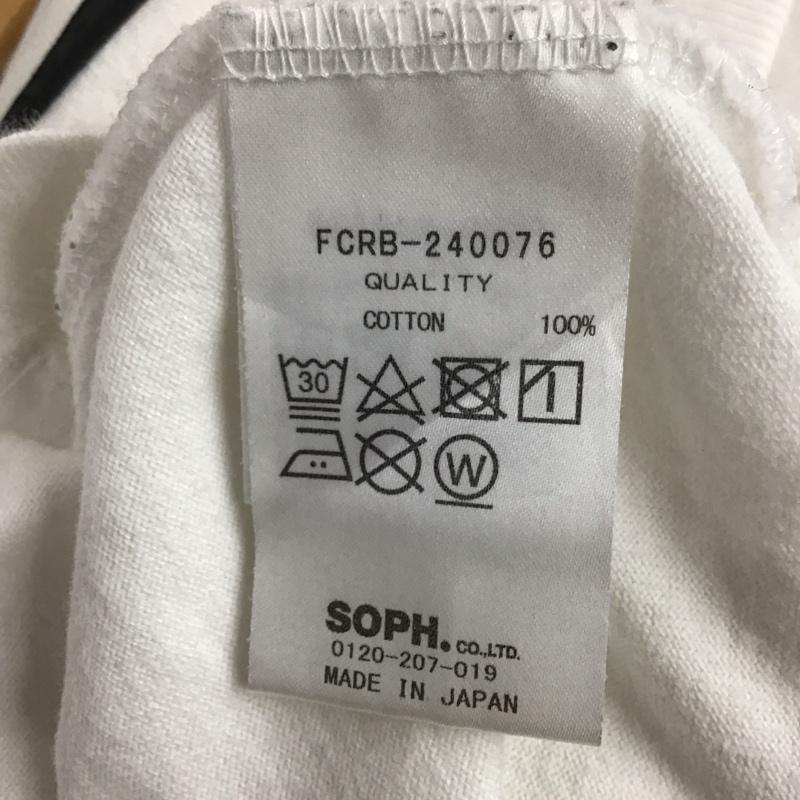 FCRB-240076
QUALITY
COTTON 100%
30
W
SOPH. CO.,LTD.
0120-207-019
MADE IN JAPAN